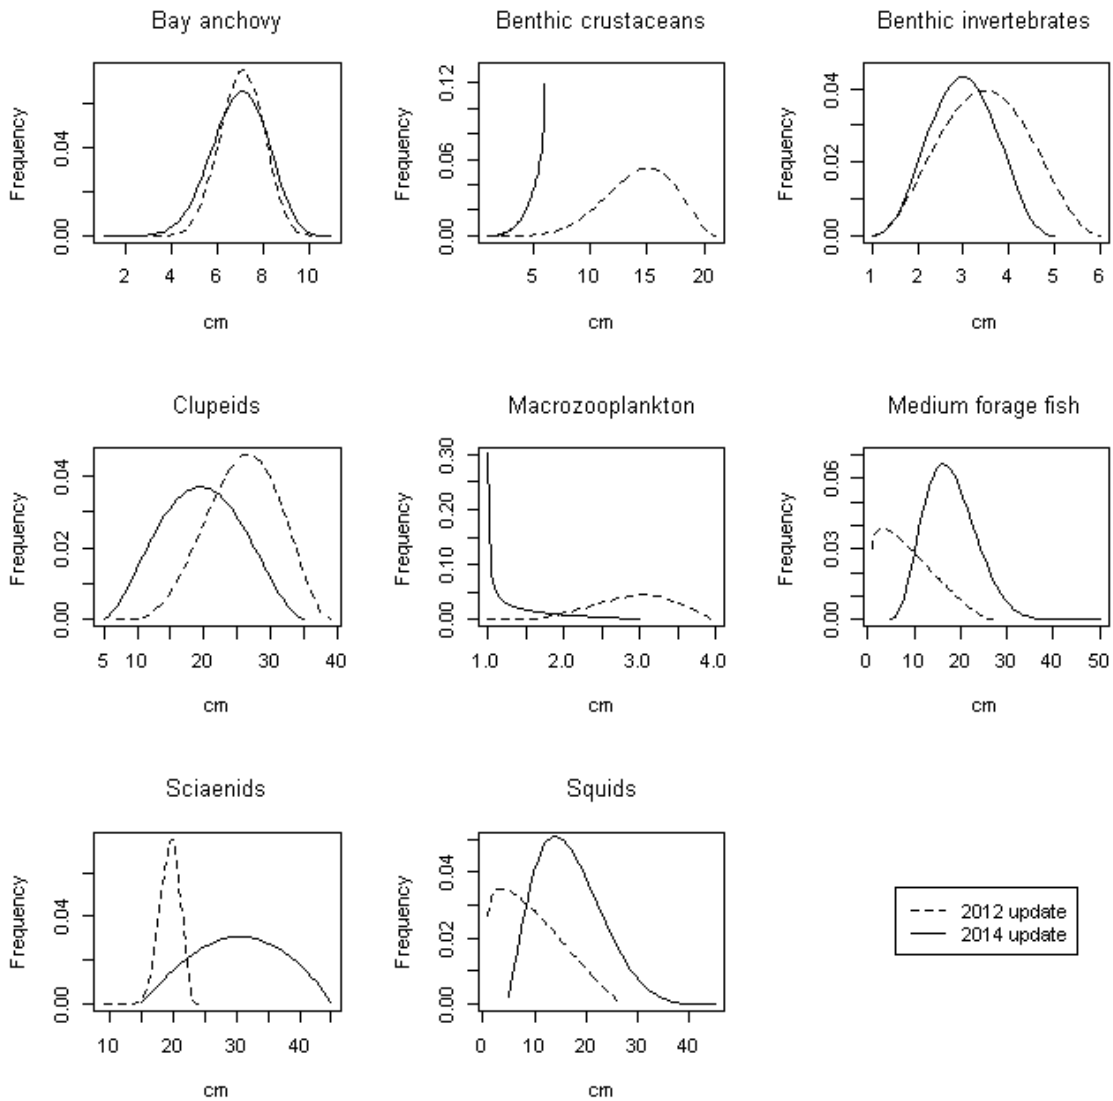 Bay anchovy
Frequency
0.00 0.04
2 4 6 8 10
cm
Benthic crustaceans
Frequency
0.00 0.06 0.12
5 10 15 20
cm
Benthic invertebrates
Frequency
0.00 0.02 0.04
1 2 3 4 5 6
cm
Clupeids
Frequency
0.00 0.02 0.04
5 10 20 30 40
cm
Macrozooplankton
Frequency
0.00 0.10 0.20 0.30
1.0 2.0 3.0 4.0
cm
Medium forage fish
Frequency
0.00 0.03 0.06
0 10 20 30 40 50
cm
Sciaenids
Frequency
0.00 0.04
10 20 30 40
cm
Squids
Frequency
0.00 0.02 0.04
0 10 20 30 40
cm
2012 update
2014 update